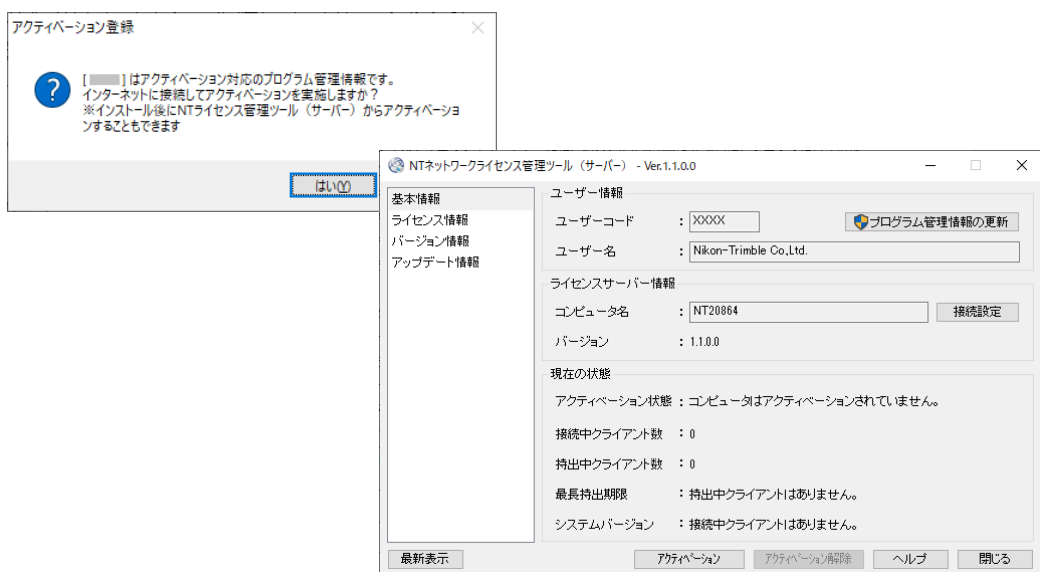 アクティベーション登録
[ ] はアクティベーション対応のプログラム管理情報です。
インターネットに接続してアクティベーションを実施しますか？
※インストール後にNTライセンス管理ツール（サーバー）からアクティベーショ
ンすることもできます
はい(Y)
NTネットワークライセンス管理ツール（サーバー） - Ver.1.1.0.0
基本情報
ライセンス情報
バージョン情報
アップデート情報
ユーザー情報
ユーザーコード : XXXX プログラム管理情報の更新
ユーザー名 : Nikon-Trimble Co,Ltd.
ライセンスサーバー情報
コンピュータ名 : NT20864 接続設定
バージョン : 1.1.0.0
現在の状態
アクティベーション状態 : コンピュータはアクティベーションされていません。
接続中クライアント数 : 0
持出中クライアント数 : 0
最長持出期限 : 持出中クライアントはありません。
システムバージョン : 接続中クライアントはありません。
最新表示 アクティベーション アクティベーション解除 ヘルプ 閉じる